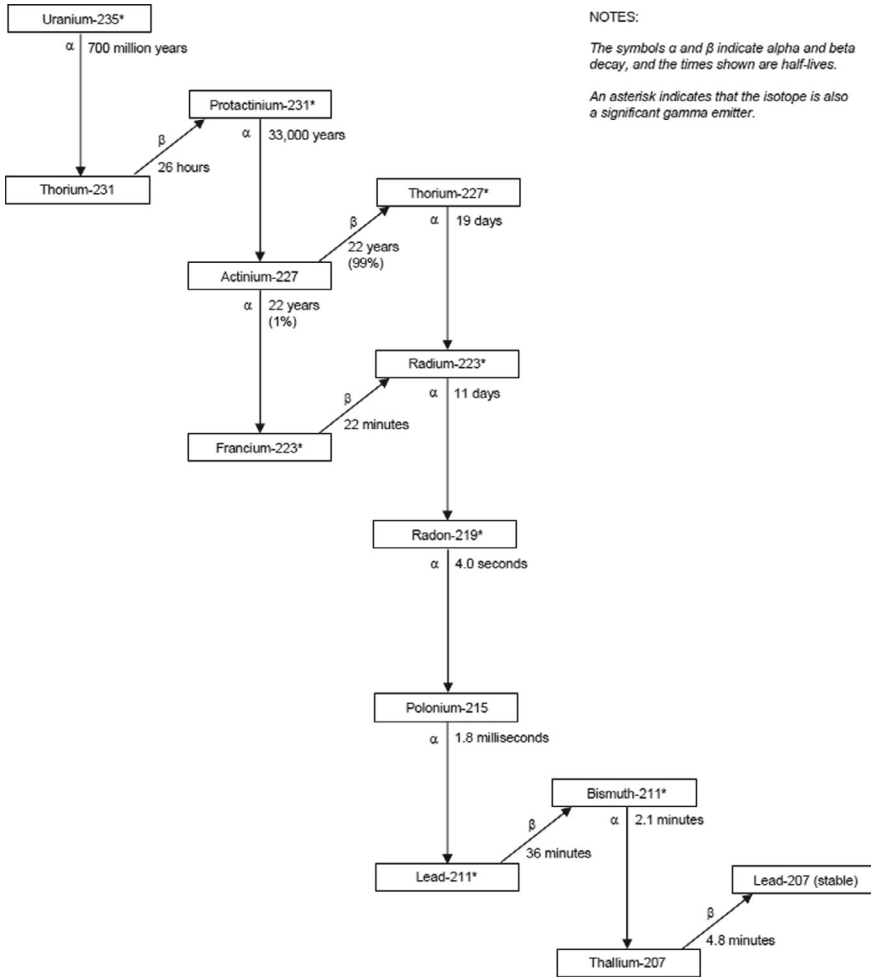 Uranium-235*
α 700 million years
Protactinium-231*
α 33,000 years
β
26 hours
Thorium-231
Thorium-227*
α 19 days
β
22 years
(99%)
Actinium-227
α 22 years
(1%)
Radium-223*
α 11 days
β
22 minutes
Francium-223*
Radon-219*
α 4.0 seconds
Polonium-215
α 1.8 milliseconds
Bismuth-211*
α 2.1 minutes
β
36 minutes
Lead-211*
Lead-207 (stable)
β
4.8 minutes
Thallium-207
NOTES:
The symbols α and β indicate alpha and beta
decay, and the times shown are half-lives.
An asterisk indicates that the isotope is also
a significant gamma emitter.